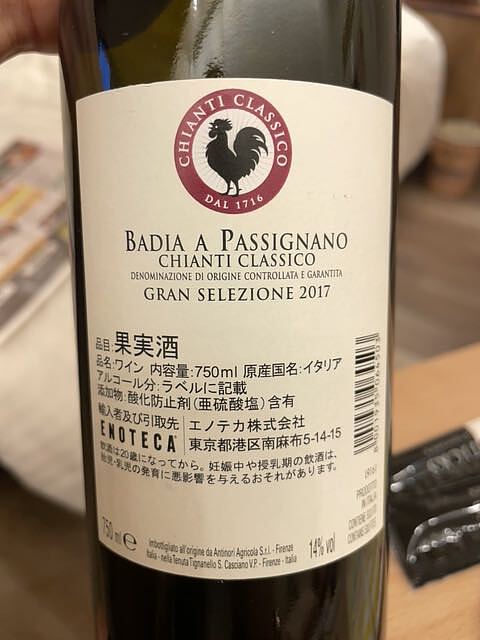 CHIANTI CLASSICO
DAL 1716
BADIA A PASSIGNANO
CHIANTI CLASSICO
DENOMINAZIONE DI ORIGINE CONTROLLATA E GARANTITA
GRAN SELEZIONE 2017
品目:果実酒
品名:ワイン 内容量:750ml 原産国名:イタリア
アルコール分:ラベルに記載
添加物:酸化防止剤(亜硫酸塩)含有
輸入者及び引取先 エノテカ株式会社
ENOTECA 東京都港区南麻布5-14-15
飲酒は20歳になってから。妊娠中や授乳期の飲酒は、
胎児・乳児の発育に悪影響を与えるおそれがあります。
750 ml e
imbottigliato all'origine da Antinori Agricola S.r.l. - Firenze
Italia - nella Tenuta Tignanello S. Casciano V.P. - Firenze - Italia
14% vol
(916)
PRODOTTO
IN ITALIA